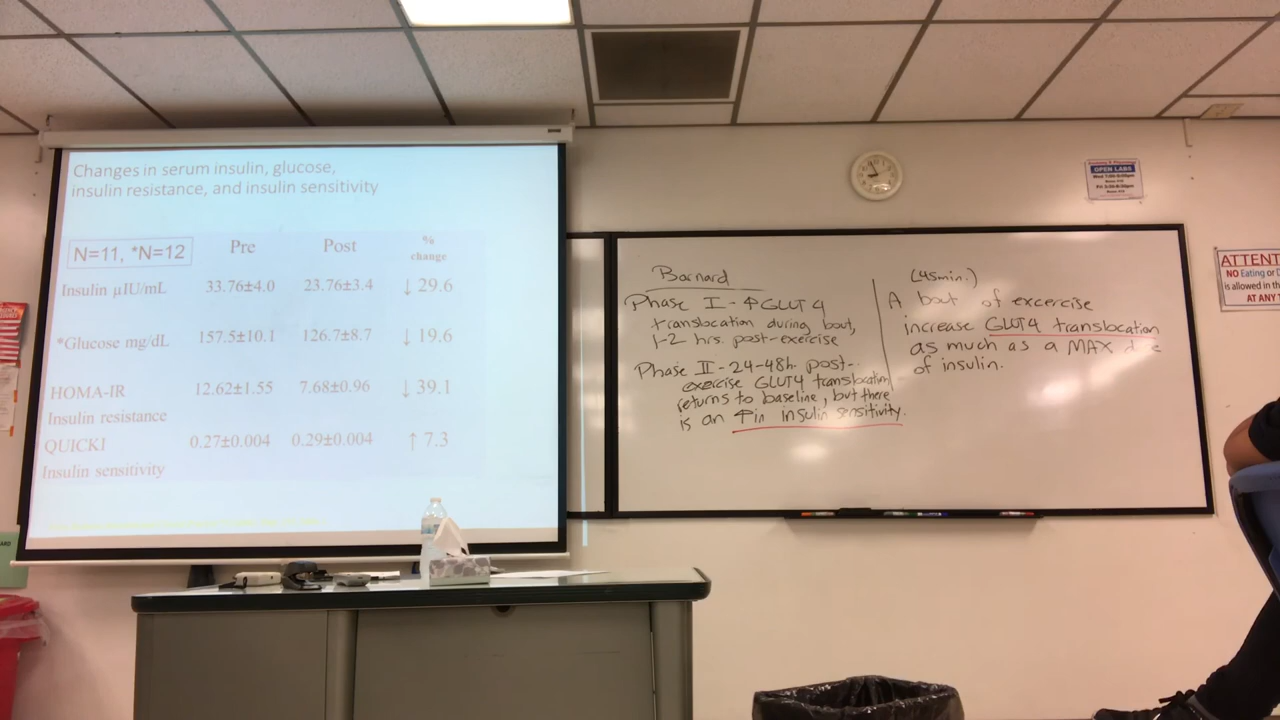 Changes in serum insulin, glucose,
insulin resistance, and insulin sensitivity
N=11, *N=12 Pre Post % change
Insulin µIU/mL 33.76±4.0 23.76±3.4 ↓ 29.6
*Glucose mg/dL 157.5±10.1 126.7±8.7 ↓ 19.6
HOMA-IR 12.62±1.55 7.68±0.96 ↓ 39.1
Insulin resistance
QUICKI 0.27±0.004 0.29±0.004 ↑ 7.3
Insulin sensitivity
Barnard
Phase I - ↑GLUT4
translocation during bout,
1-2 hrs. post-exercise
Phase II - 24-48h. post-
exercise GLUT4 translocation
returns to baseline, but there
is an ↑ in insulin sensitivity.
(45min.)
A bout of excercise
increase GLUT4 translocation
as much as a MAX
of insulin.
OPEN LABS
ATTENT
NO Eating or D
is allowed in th
AT ANY